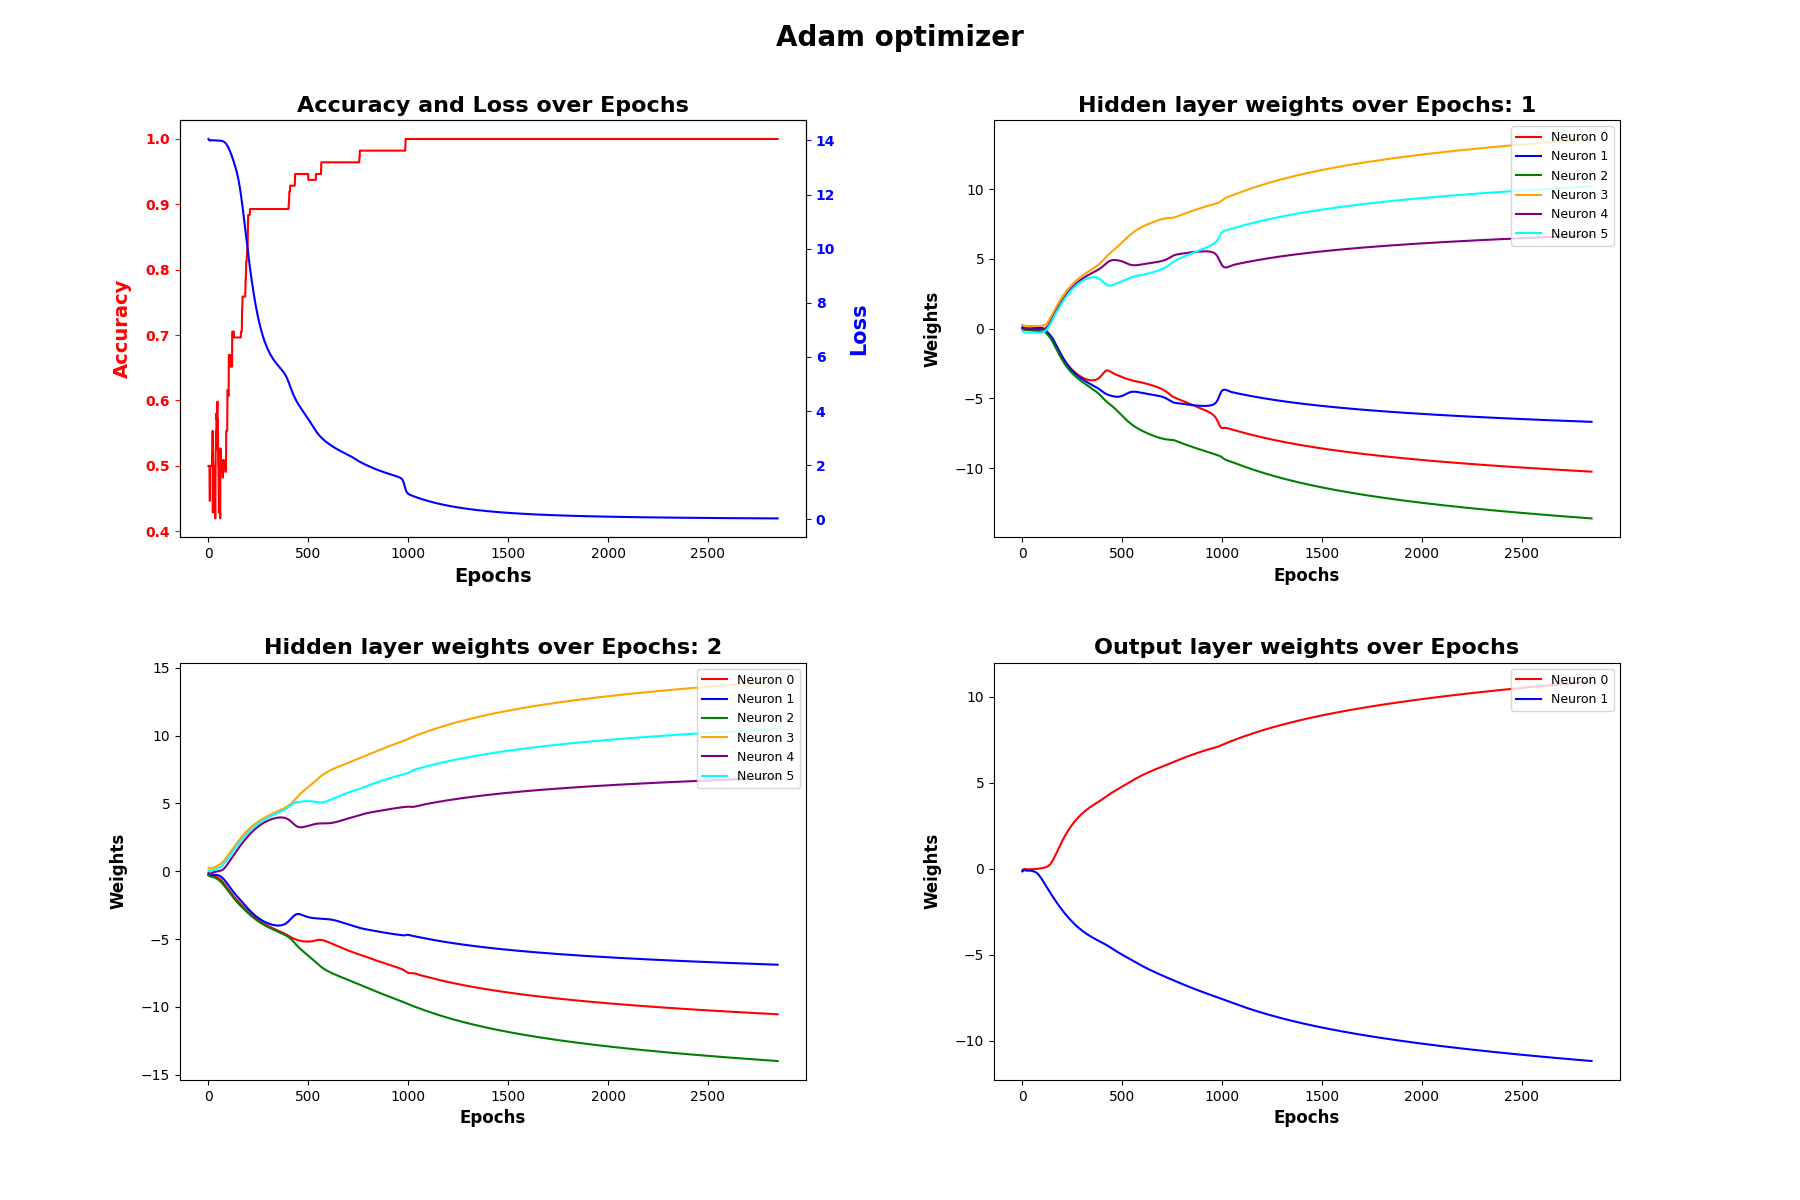 Adam optimizer
Accuracy and Loss over Epochs
1.0
0.9
0.8
0.7
0.6
0.5
0.4
Accuracy
14
12
10
8
6
4
2
0
Loss
0 500 1000 1500 2000 2500
Epochs
Hidden layer weights over Epochs: 1
10
5
0
−5
−10
Weights
Neuron 0
Neuron 1
Neuron 2
Neuron 3
Neuron 4
Neuron 5
0 500 1000 1500 2000 2500
Epochs
Hidden layer weights over Epochs: 2
15
10
5
0
−5
−10
−15
Weights
Neuron 0
Neuron 1
Neuron 2
Neuron 3
Neuron 4
Neuron 5
0 500 1000 1500 2000 2500
Epochs
Output layer weights over Epochs
10
5
0
−5
−10
Weights
Neuron 0
Neuron 1
0 500 1000 1500 2000 2500
Epochs